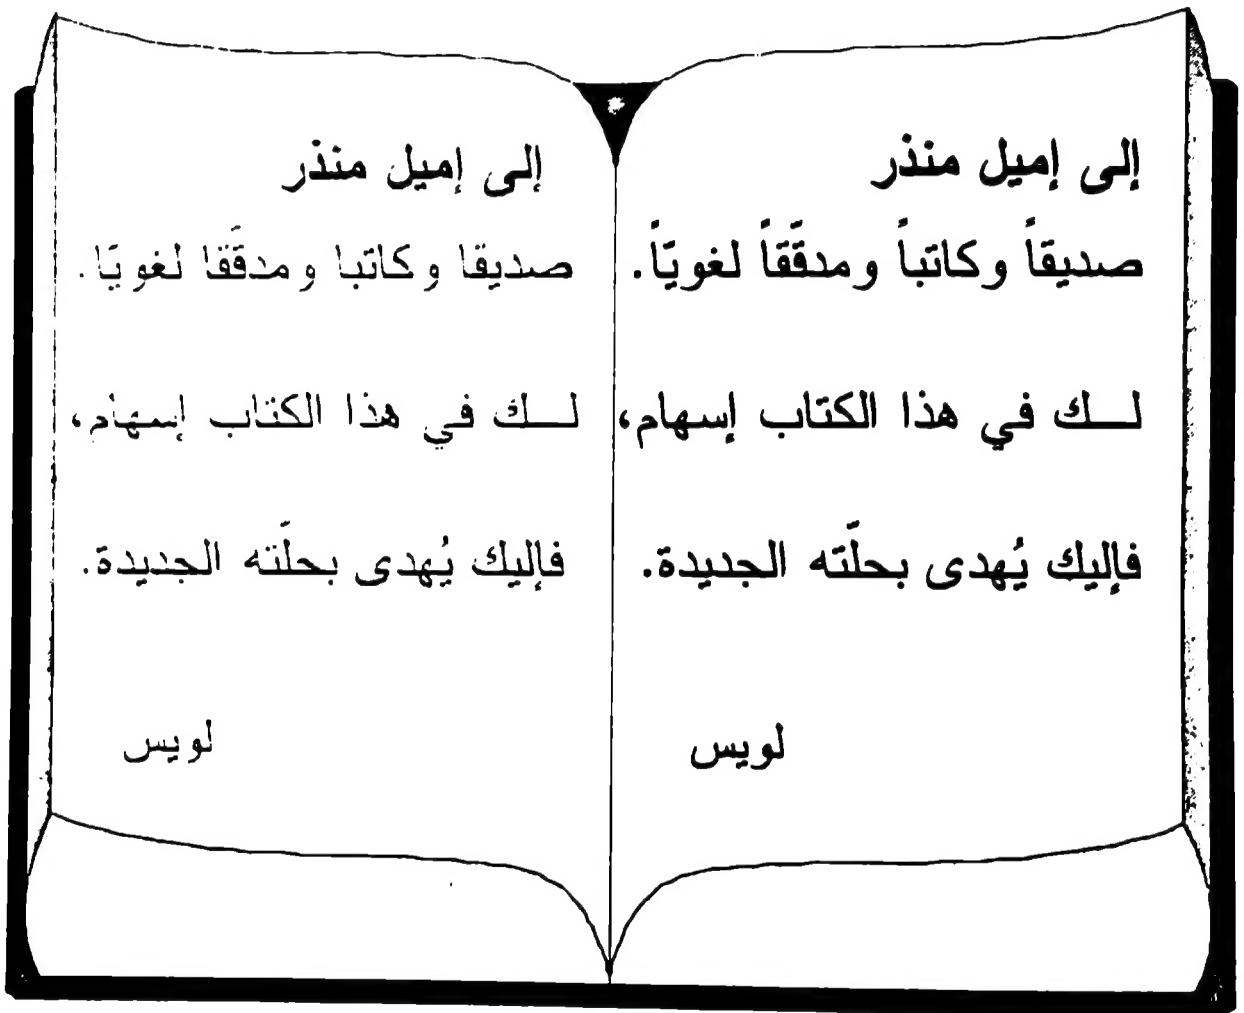 إلى إميل منذر
صديقاً وكاتباً ومدقَّقاً لغويّاً.
لـــك في هذا الكتاب إسهام،
فإليك يُهدى بحلّته الجديدة.
لويس
إلى إميل منذر
صديقا وكاتبا ومدقَّقا لغويّا.
لـــك في هذا الكتاب إسهام،
فإليك يُهدى بحلّته الجديدة.
لويس